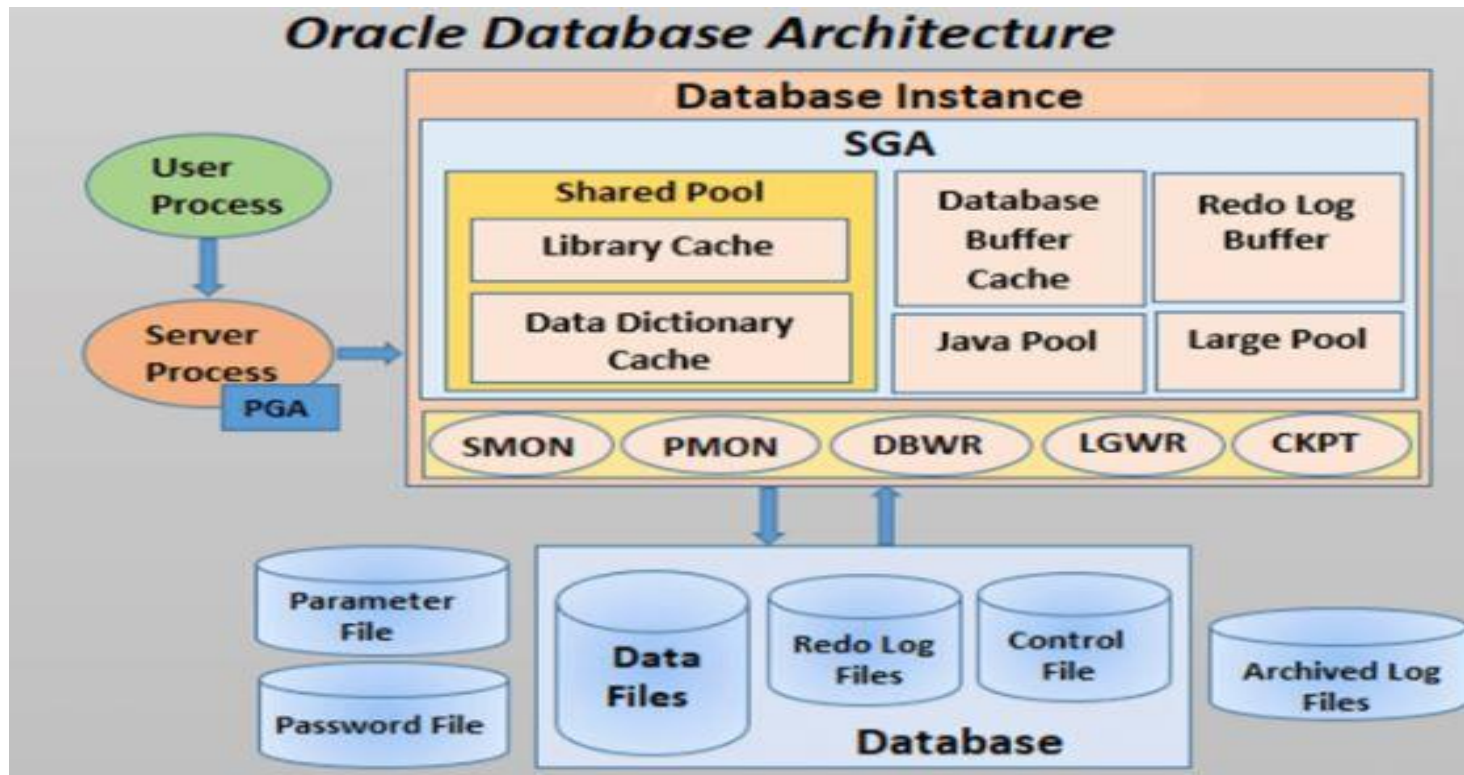 Oracle Database Architecture
Database Instance
SGA
User
Process
Shared Pool
Library Cache
Data Dictionary
Cache
Database
Buffer
Cache
Redo Log
Buffer
Java Pool
Large Pool
Server
Process
PGA
SMON
PMON
DBWR
LGWR
CKPT
Parameter
File
Password File
Data
Files
Redo Log
Files
Control
File
Database
Archived Log
Files